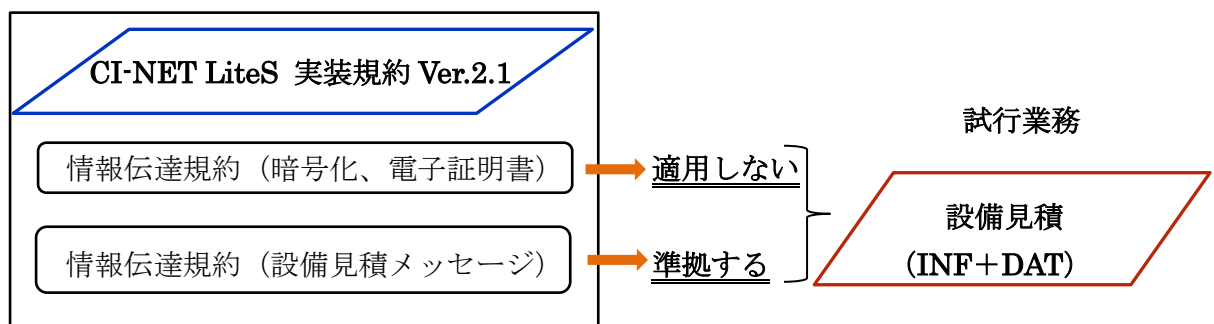 CI-NET LiteS 実装規約 Ver.2.1
情報伝達規約（暗号化、電子証明書）
適用しない
情報伝達規約（設備見積メッセージ）
準拠する
試行業務
設備見積
（INF＋DAT）